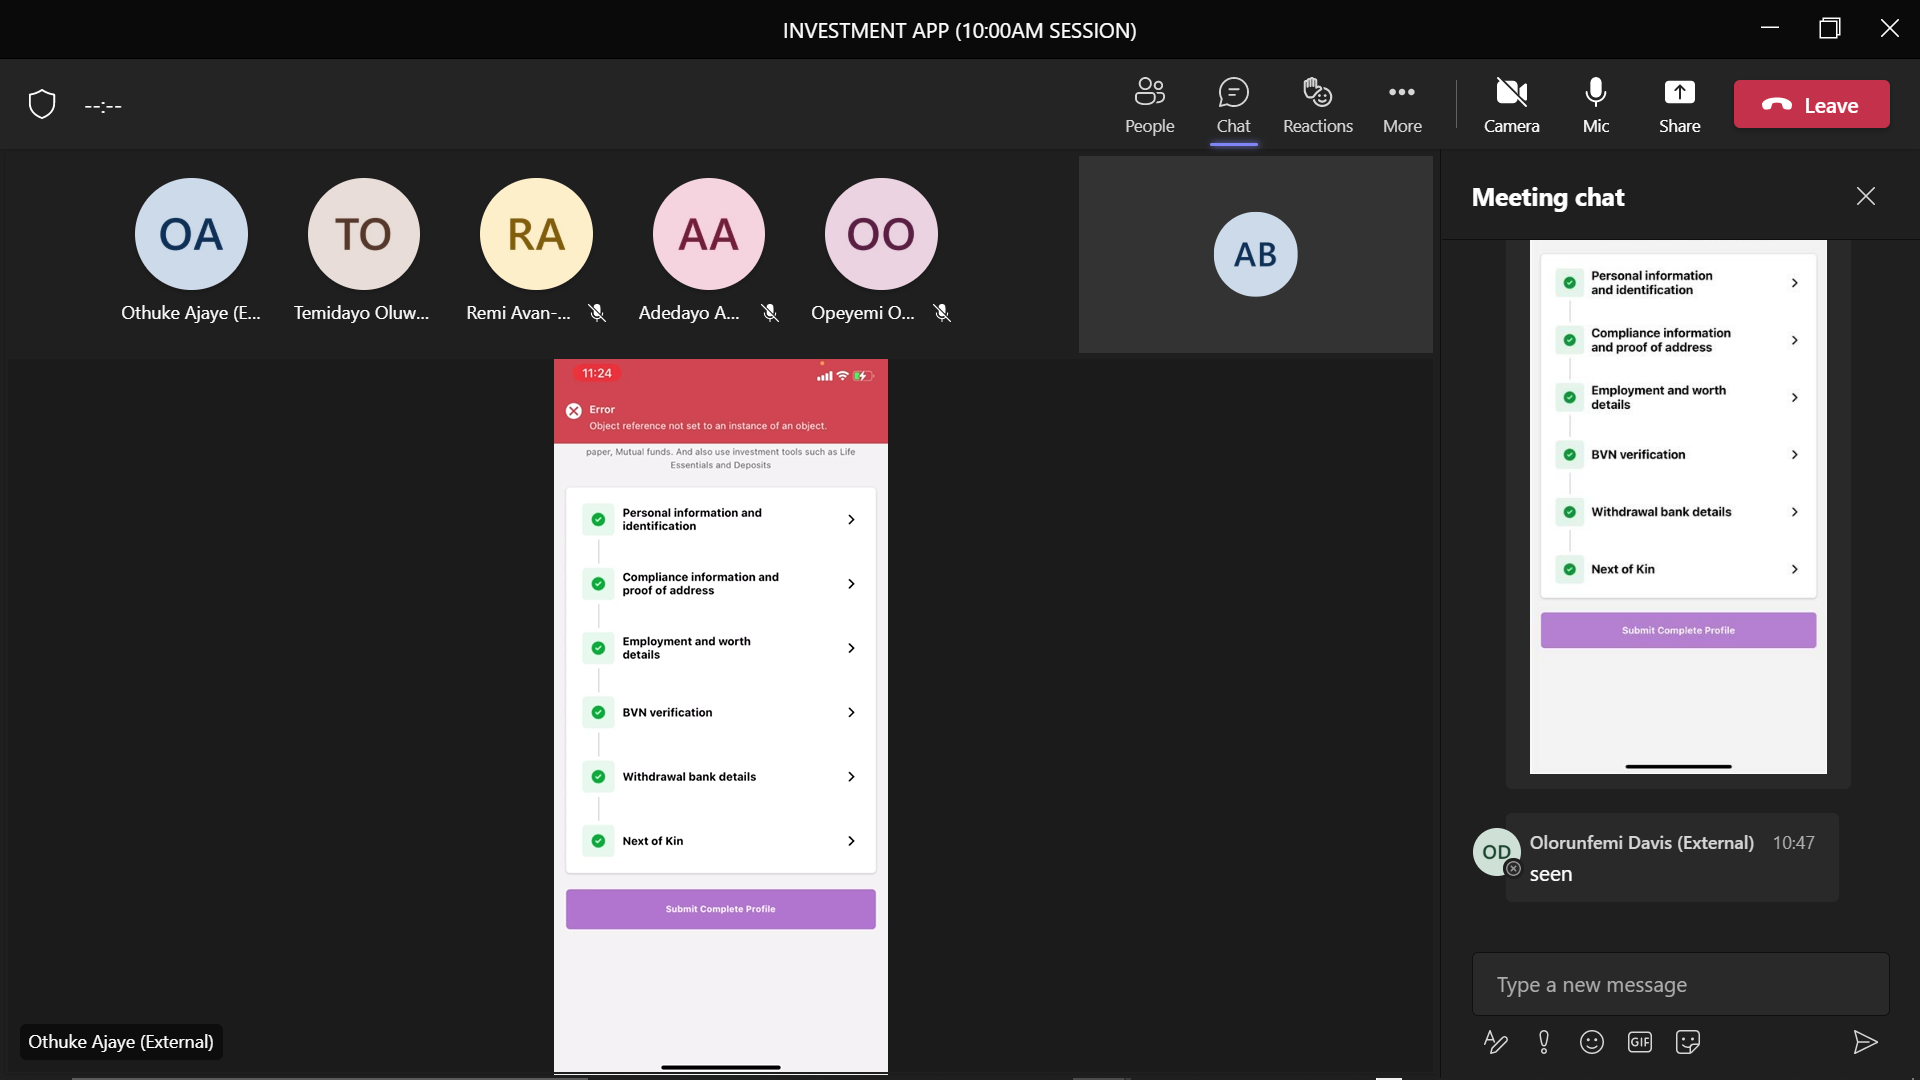 INVESTMENT APP (10:00AM SESSION)
--:--
People
Chat
Reactions
More
Camera
Mic
Share
Leave
OA
TO
RA
AA
OO
AB
Othuke Ajaye (E...
Temidayo Oluw...
Remi Avan-...
Adedayo A...
Opeyemi O...
11:24
Error
Object reference not set to an instance of an object.
paper, Mutual funds. And also use investment tools such as Life
Essentials and Deposits
Personal information and
identification
Compliance information and
proof of address
Employment and worth
details
BVN verification
Withdrawal bank details
Next of Kin
Submit Complete Profile
Othuke Ajaye (External)
Meeting chat
Personal information
and identification
Compliance information
and proof of address
Employment and worth
details
BVN verification
Withdrawal bank details
Next of Kin
Submit Complete Profile
OD
Olorunfemi Davis (External) 10:47
seen
Type a new message
GIF